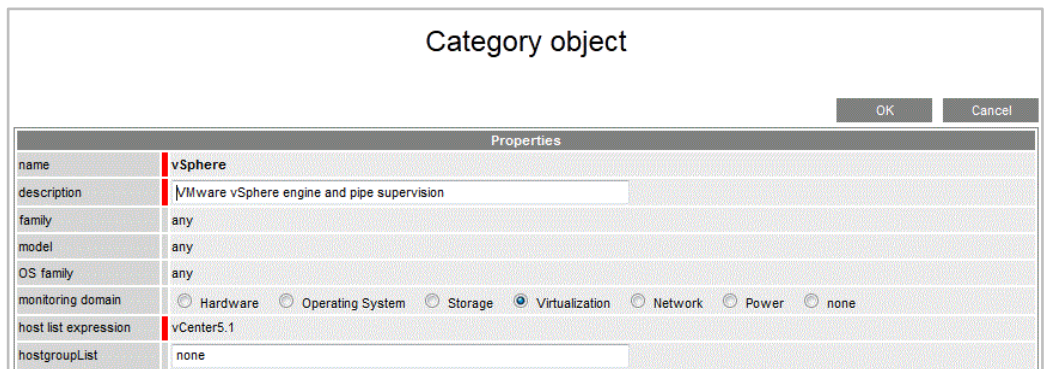 Category object
OK Cancel
Properties
name vSphere
description VMware vSphere engine and pipe supervision
family any
model any
OS family any
monitoring domain Hardware Operating System Storage Virtualization Network Power none
host list expression vCenter5.1
hostgroupList none